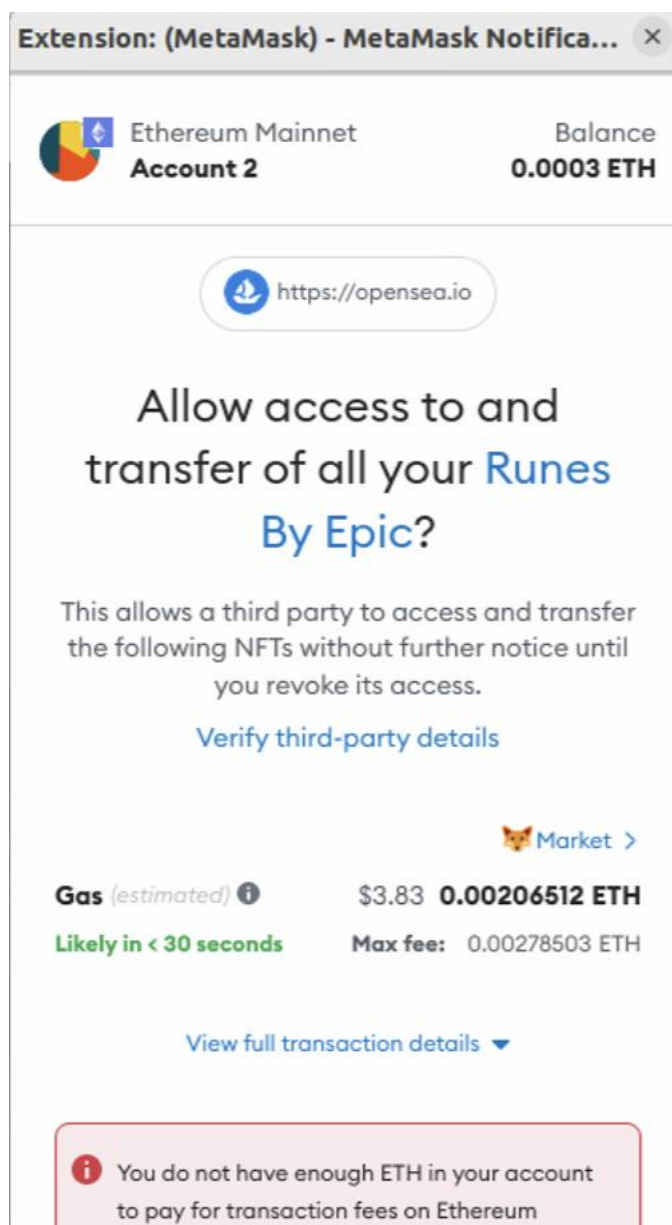 Extension: (MetaMask) - MetaMask Notifica... ×
Ethereum Mainnet Balance
Account 2 0.0003 ETH
https://opensea.io
Allow access to and
transfer of all your Runes
By Epic?
This allows a third party to access and transfer
the following NFTs without further notice until
you revoke its access.
Verify third-party details
🦊 Market >
Gas (estimated) $3.83 0.00206512 ETH
Likely in < 30 seconds Max fee: 0.00278503 ETH
View full transaction details
You do not have enough ETH in your account
to pay for transaction fees on Ethereum